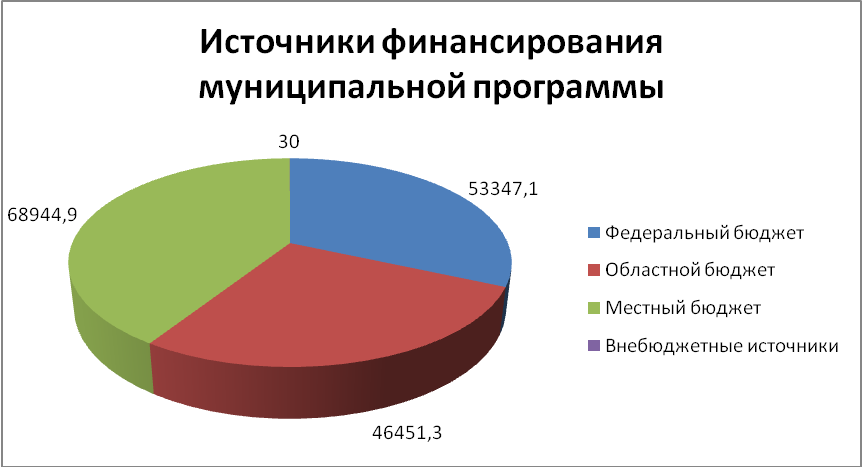 Источники финансирования
муниципальной программы
30
53347,1
68944,9
46451,3
Федеральный бюджет
Областной бюджет
Местный бюджет
Внебюджетные источники